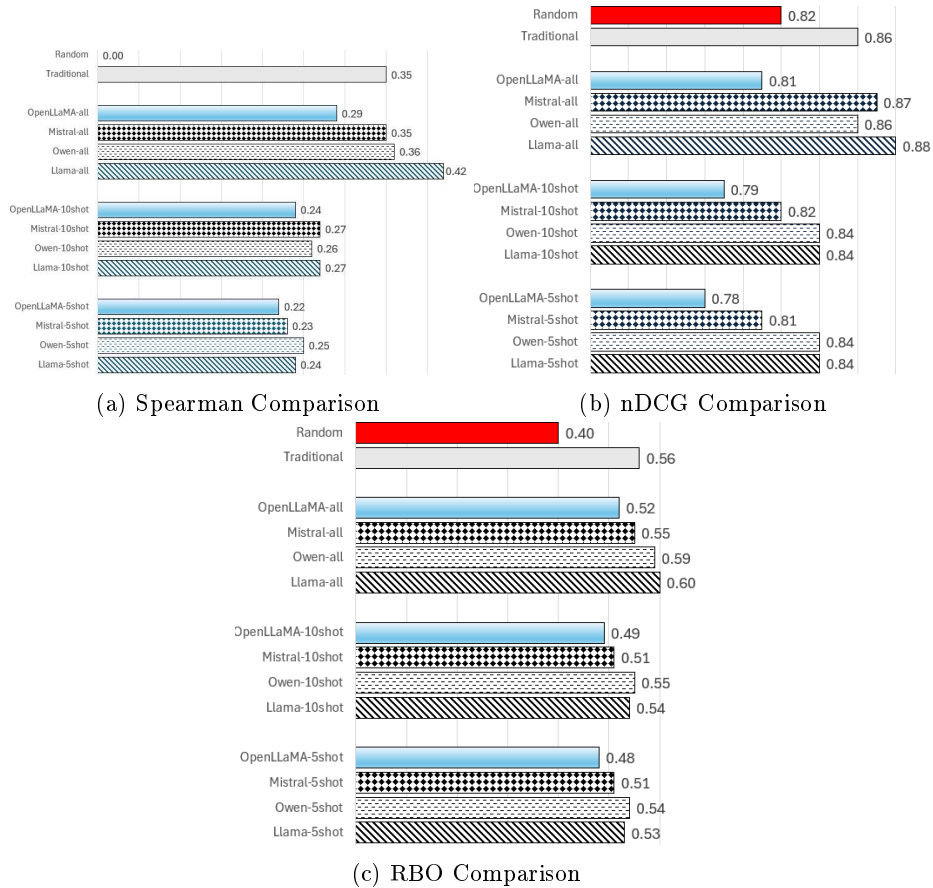 Random 0.00
Traditional 0.35
OpenLLaMA-all 0.29
Mistral-all 0.35
Owen-all 0.36
Llama-all 0.42
OpenLLaMA-10shot 0.24
Mistral-10shot 0.27
Owen-10shot 0.26
Llama-10shot 0.27
OpenLLaMA-5shot 0.22
Mistral-5shot 0.23
Owen-5shot 0.25
Llama-5shot 0.24
(a) Spearman Comparison
Random 0.82
Traditional 0.86
OpenLLaMA-all 0.81
Mistral-all 0.87
Owen-all 0.86
Llama-all 0.88
OpenLLaMA-10shot 0.79
Mistral-10shot 0.82
Owen-10shot 0.84
Llama-10shot 0.84
OpenLLaMA-5shot 0.78
Mistral-5shot 0.81
Owen-5shot 0.84
Llama-5shot 0.84
(b) nDCG Comparison
Random 0.40
Traditional 0.56
OpenLLaMA-all 0.52
Mistral-all 0.55
Owen-all 0.59
Llama-all 0.60
OpenLLaMA-10shot 0.49
Mistral-10shot 0.51
Owen-10shot 0.55
Llama-10shot 0.54
OpenLLaMA-5shot 0.48
Mistral-5shot 0.51
Owen-5shot 0.54
Llama-5shot 0.53
(c) RBO Comparison